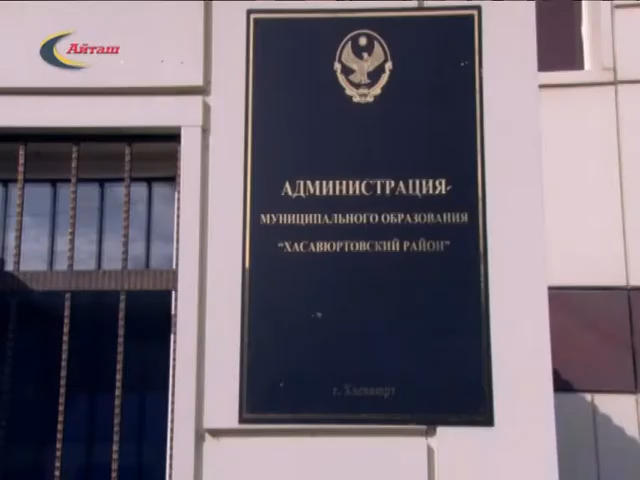 Айташ
АДМИНИСТРАЦИЯ
МУНИЦИПАЛЬНОГО ОБРАЗОВАНИЯ
"ХАСАВЮРТОВСКИЙ РАЙОН"
г. Хасавюрт